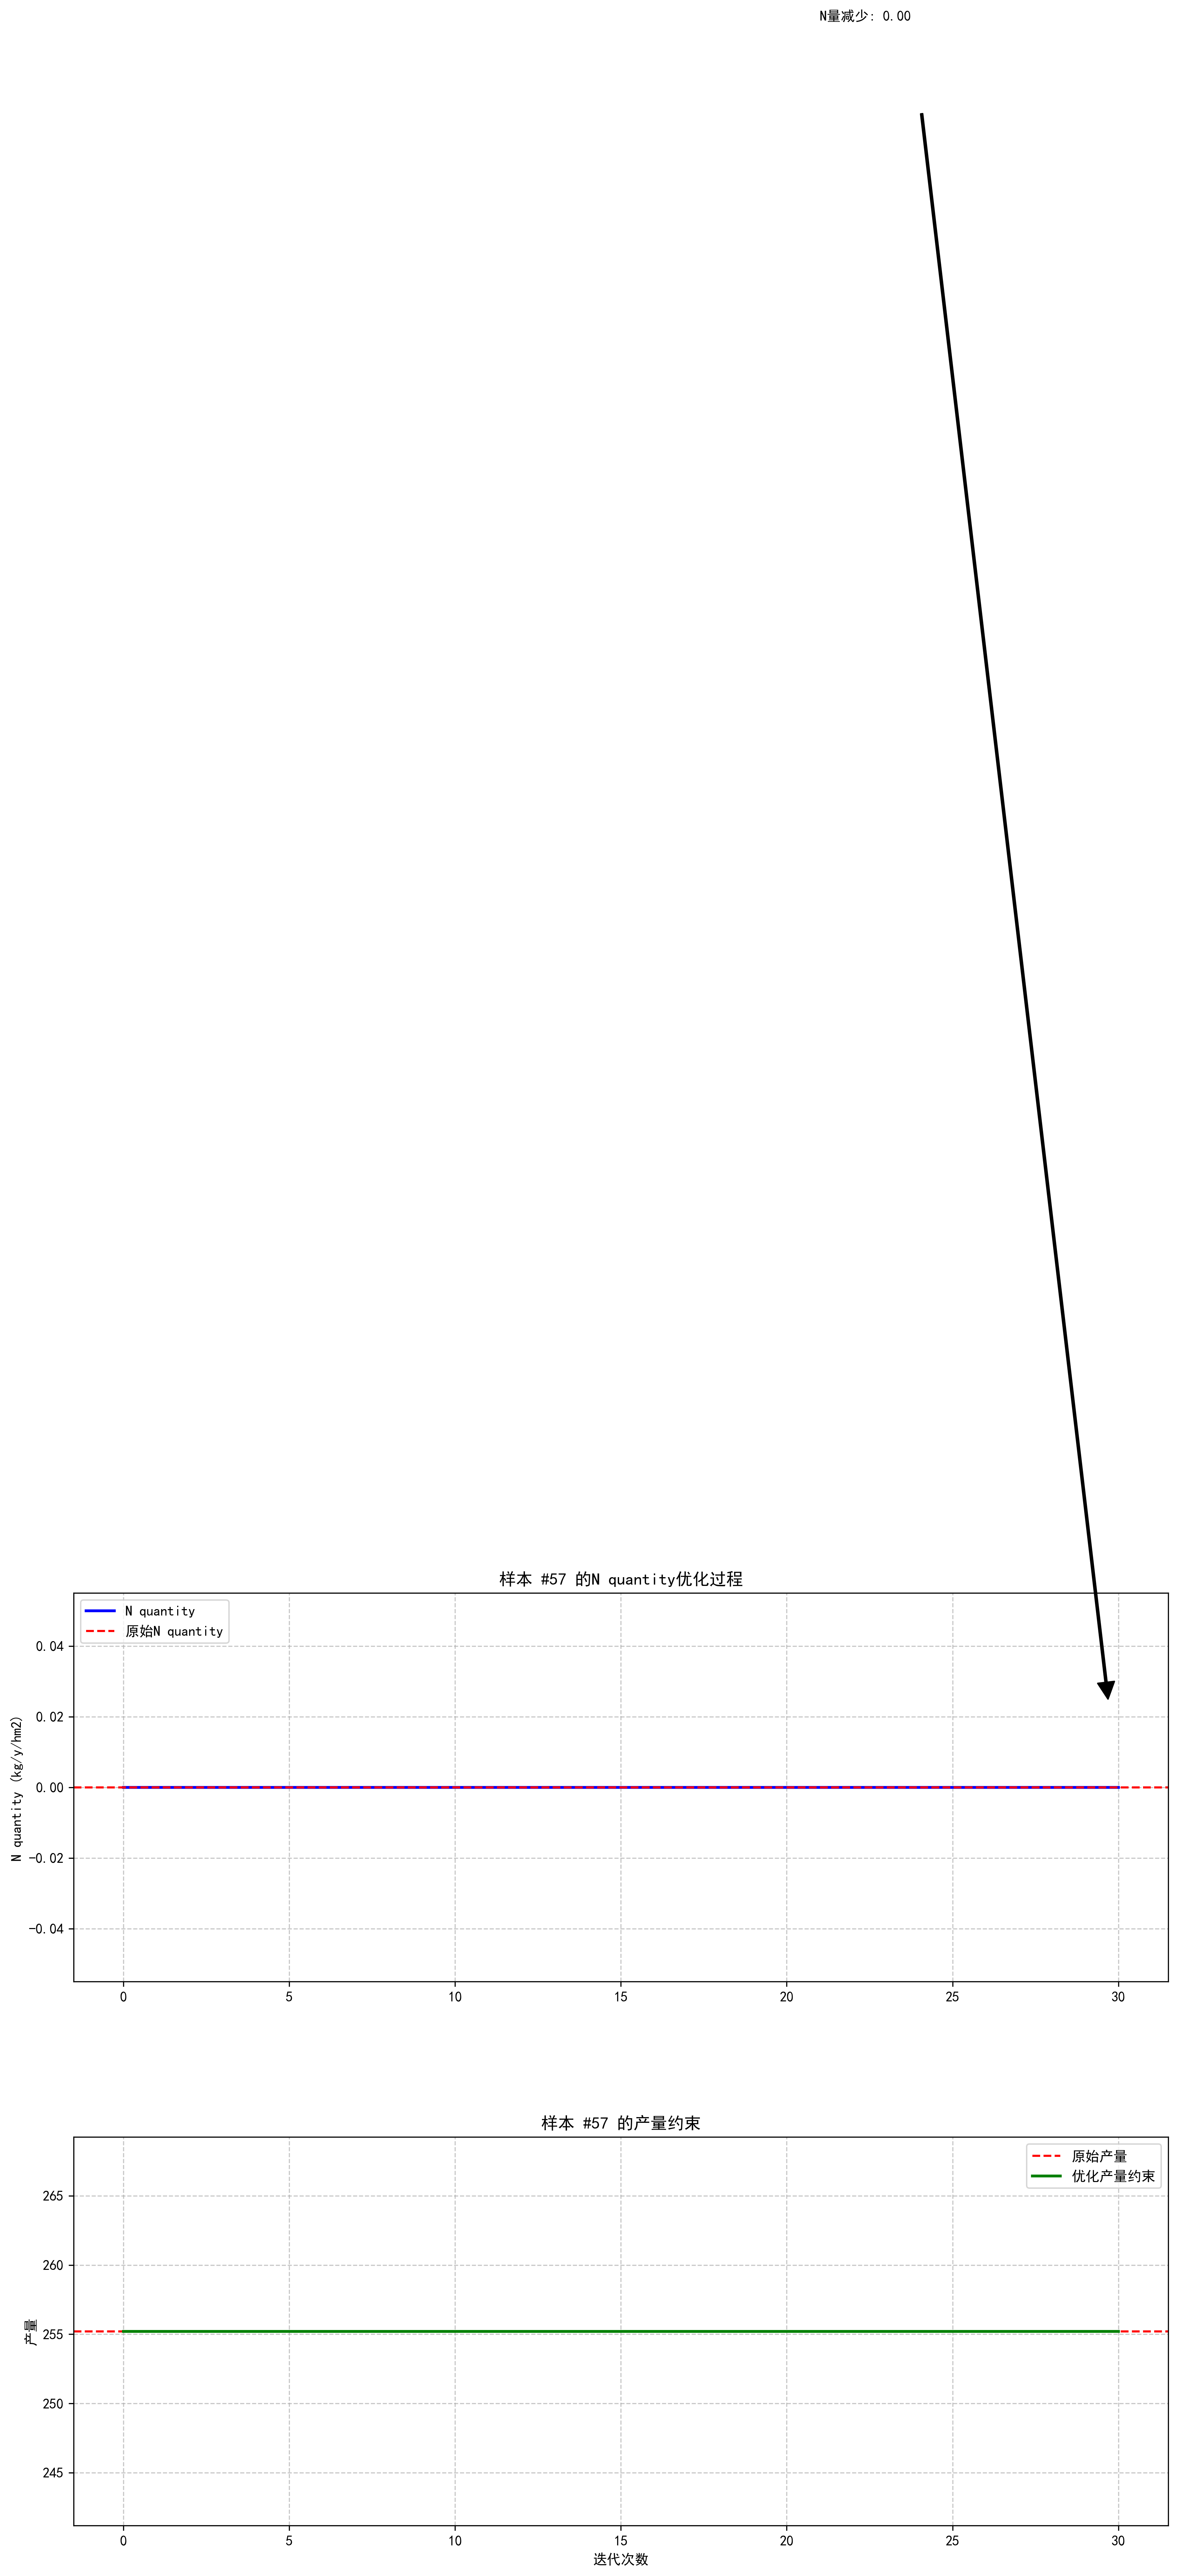 N量减少: 0.00
样本 #57 的N quantity优化过程
N quantity
原始N quantity
N quantity (kg/y/hm2)
0.04
0.02
0.00
-0.02
-0.04
0 5 10 15 20 25 30
样本 #57 的产量约束
原始产量
优化产量约束
产量
265
260
255
250
245
0 5 10 15 20 25 30
迭代次数